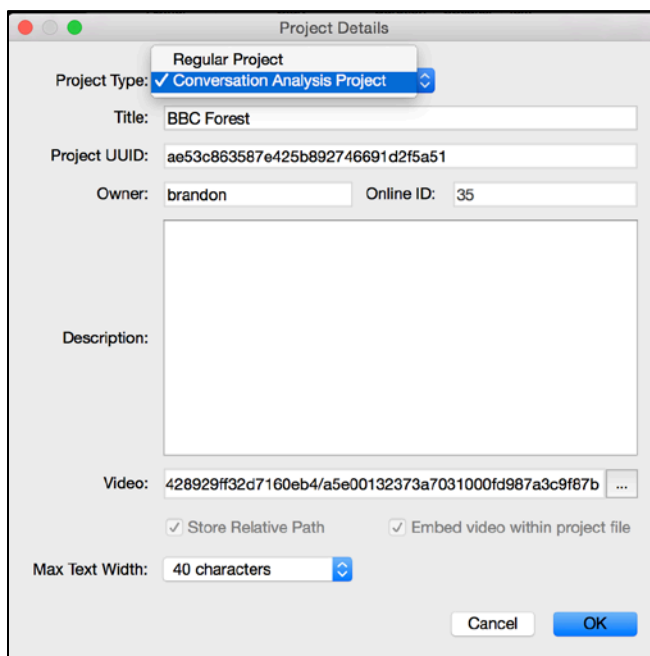 Project Details
Regular Project
Project Type: ✓ Conversation Analysis Project
Title: BBC Forest
Project UUID: ae53c863587e425b892746691d2f5a51
Owner: brandon Online ID: 35
Description:
Video: 428929ff32d7160eb4/a5e00132373a7031000fd987a3c9f87b ...
✓ Store Relative Path ✓ Embed video within project file
Max Text Width: 40 characters
Cancel OK